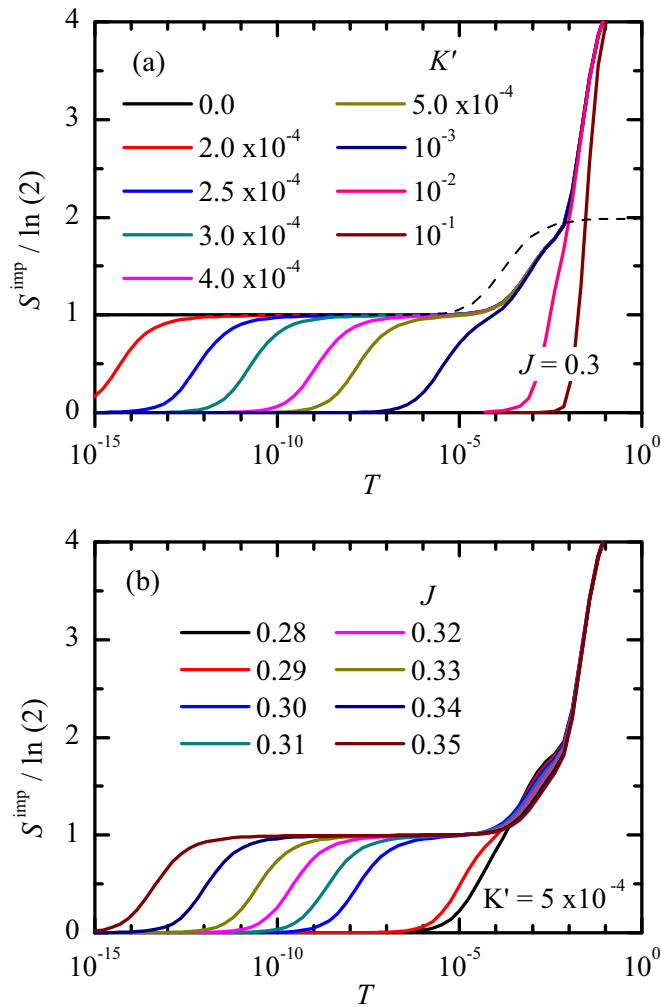 (a)
K'
0.0
5.0 x10⁻⁴
2.0 x10⁻⁴
10⁻³
2.5 x10⁻⁴
10⁻²
3.0 x10⁻⁴
10⁻¹
4.0 x10⁻⁴
J = 0.3
S^imp / ln (2)
4
3
2
1
0
10⁻¹⁵
10⁻¹⁰
10⁻⁵
10⁰
T
(b)
J
0.28
0.32
0.29
0.33
0.30
0.34
0.31
0.35
K' = 5 x10⁻⁴
S^imp / ln (2)
4
3
2
1
0
10⁻¹⁵
10⁻¹⁰
10⁻⁵
10⁰
T